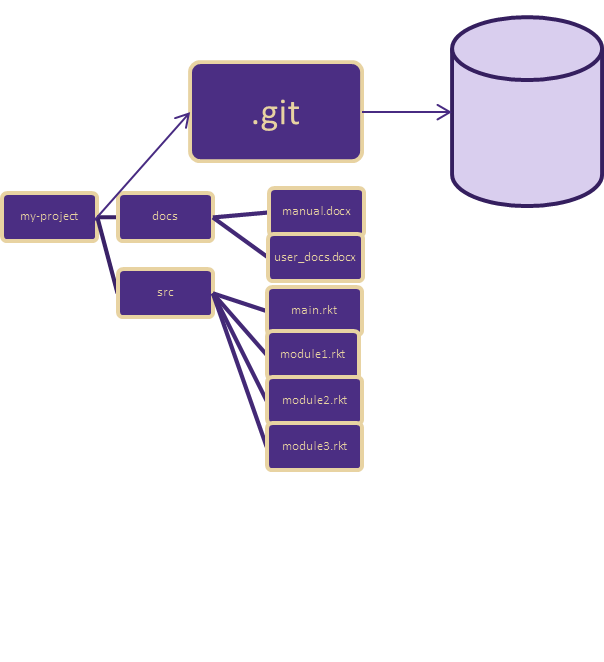 .git
my-project
docs
manual.docx
user_docs.docx
src
main.rkt
module1.rkt
module2.rkt
module3.rkt